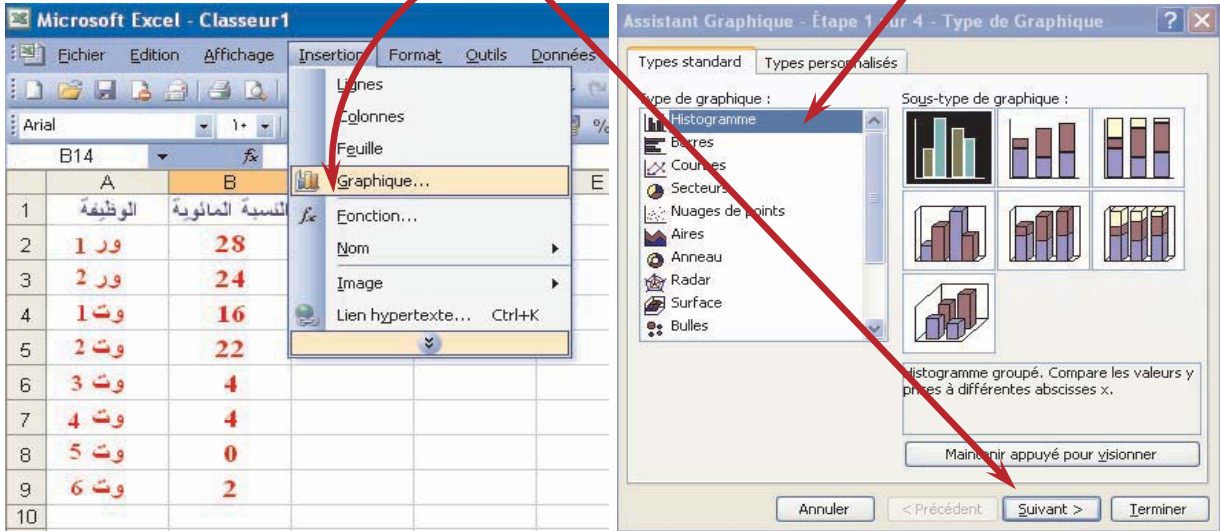 Microsoft Excel - Classeur1
Fichier Edition Affichage Insertion Format Outils Données
Arial 10 %
B14 fx
Lignes
Colonnes
Feuille
Graphique...
Fonction...
Nom
Image
Lien hypertexte... Ctrl+K
A B E
1 الوظيفة النسبة المائوية
2 ور 1 28
3 ور 2 24
4 وت 1 16
5 وت 2 22
6 وت 3 4
7 وت 4 4
8 وت 5 0
9 وت 6 2
10
Assistant Graphique - Étape 1 sur 4 - Type de Graphique
Types standard Types personnalisés
Type de graphique :
Histogramme
Barres
Courbes
Secteurs
Nuages de points
Aires
Anneau
Radar
Surface
Bulles
Sous-type de graphique :
Histogramme groupé. Compare les valeurs y
prises à différentes abscisses x.
Maintenir appuyé pour visionner
Annuler < Précédent Suivant > Terminer